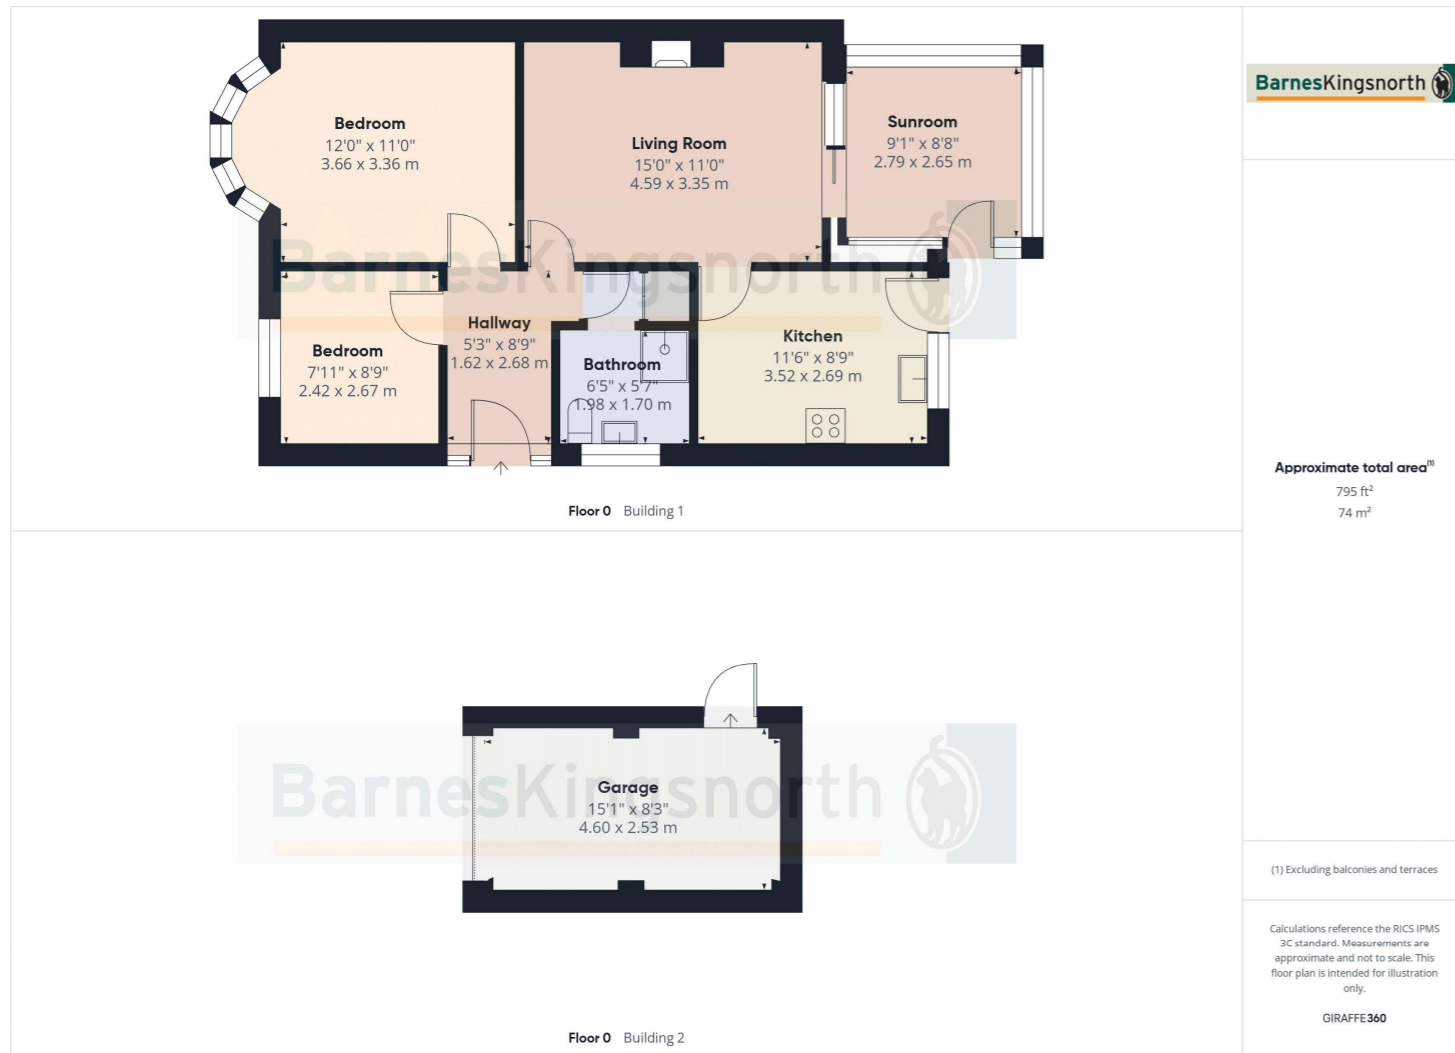 Bedroom
12'0" x 11'0"
3.66 x 3.36 m
Living Room
15'0" x 11'0"
4.59 x 3.35 m
Sunroom
9'1" x 8'8"
2.79 x 2.65 m
Bedroom
7'11" x 8'9"
2.42 x 2.67 m
Hallway
5'3" x 8'9"
1.62 x 2.68 m
Bathroom
6'5" x 5'7"
1.98 x 1.70 m
Kitchen
11'6" x 8'9"
3.52 x 2.69 m
BarnesKingsnorth
Floor 0 Building 1
Garage
15'1" x 8'3"
4.60 x 2.53 m
BarnesKingsnorth
Floor 0 Building 2
BarnesKingsnorth
Approximate total area(1)
795 ft²
74 m²
(1) Excluding balconies and terraces
Calculations reference the RICS IPMS
3C standard. Measurements are
approximate and not to scale. This
floor plan is intended for illustration
only.
GIRAFFE360